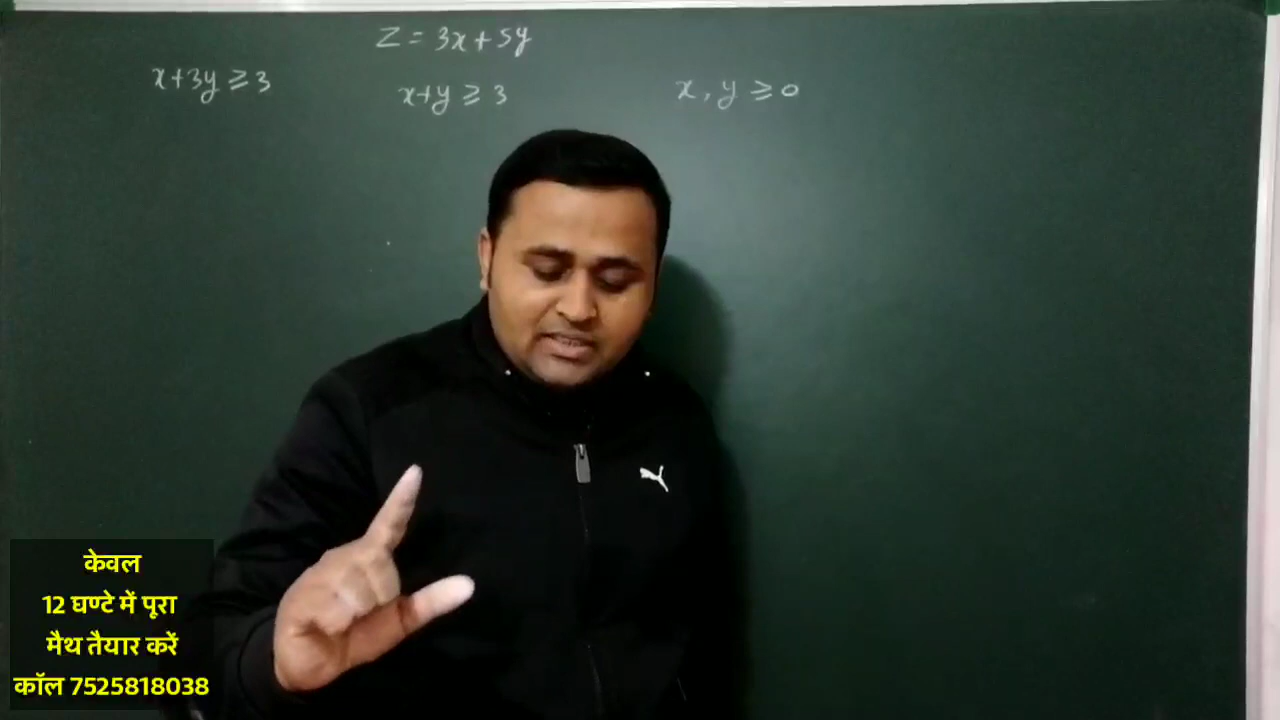 Z = 3x+5y
x+3y ≥ 3
x+y ≥ 3
x, y ≥ 0
केवल
12 घण्टे में पूरा
मैथ तैयार करें
कॉल 7525818038